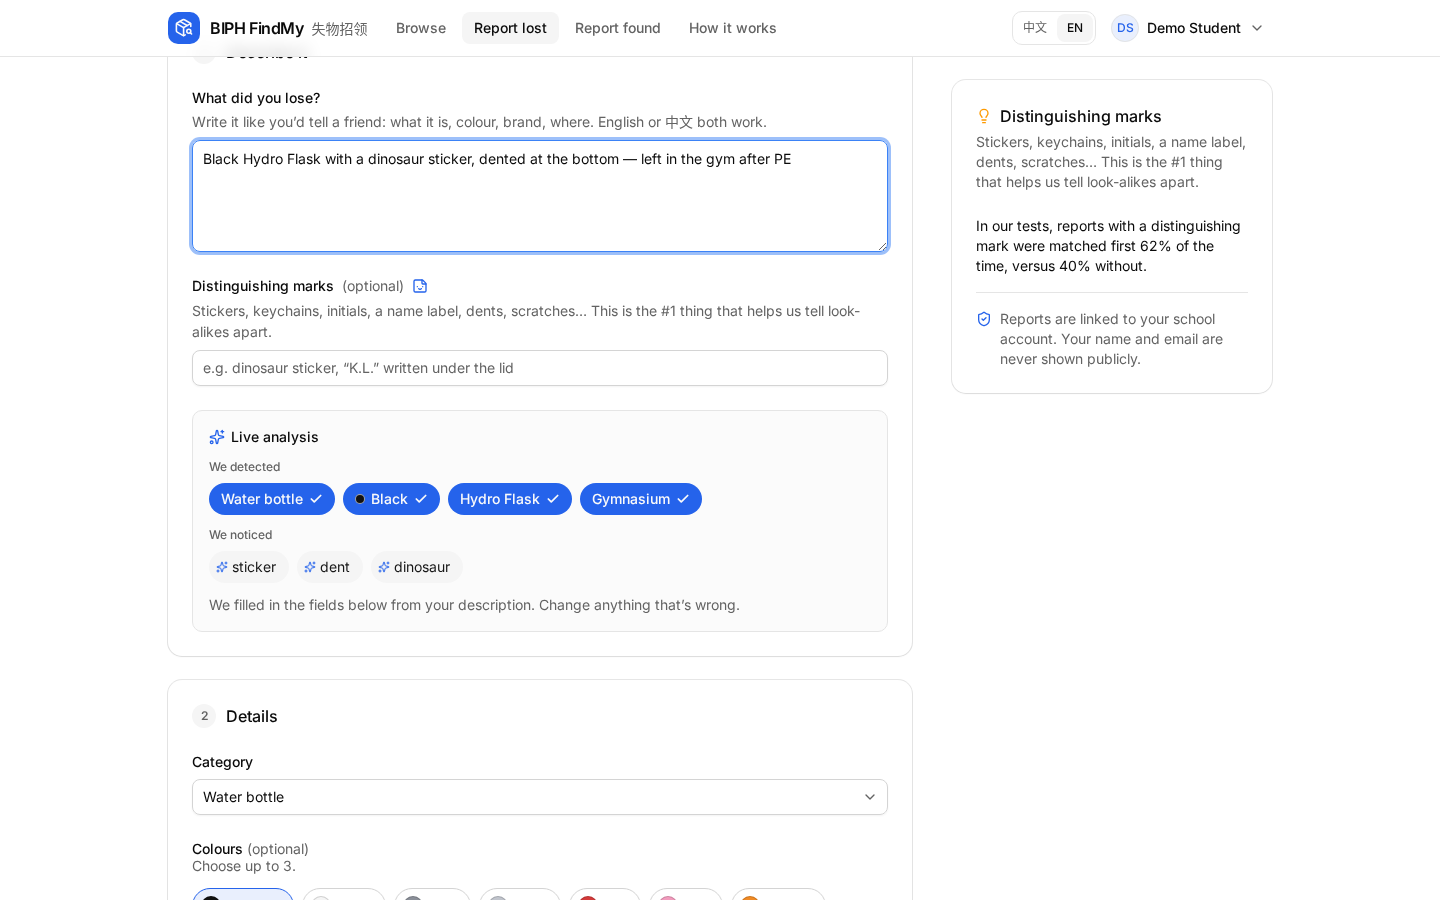 BIPH FindMy 失物招领 Browse Report lost Report found How it works 中文 EN DS Demo Student
What did you lose?
Write it like you’d tell a friend: what it is, colour, brand, where. English or 中文 both work.
Black Hydro Flask with a dinosaur sticker, dented at the bottom — left in the gym after PE
Distinguishing marks (optional)
Stickers, keychains, initials, a name label, dents, scratches... This is the #1 thing that helps us tell look-
alikes apart.
e.g. dinosaur sticker, “K.L.” written under the lid
Live analysis
We detected
Water bottle Black Hydro Flask Gymnasium
We noticed
sticker dent dinosaur
We filled in the fields below from your description. Change anything that’s wrong.
2 Details
Category
Water bottle
Colours (optional)
Choose up to 3.
Distinguishing marks
Stickers, keychains, initials, a name label,
dents, scratches... This is the #1 thing
that helps us tell look-alikes apart.
In our tests, reports with a distinguishing
mark were matched first 62% of the
time, versus 40% without.
Reports are linked to your school
account. Your name and email are
never shown publicly.